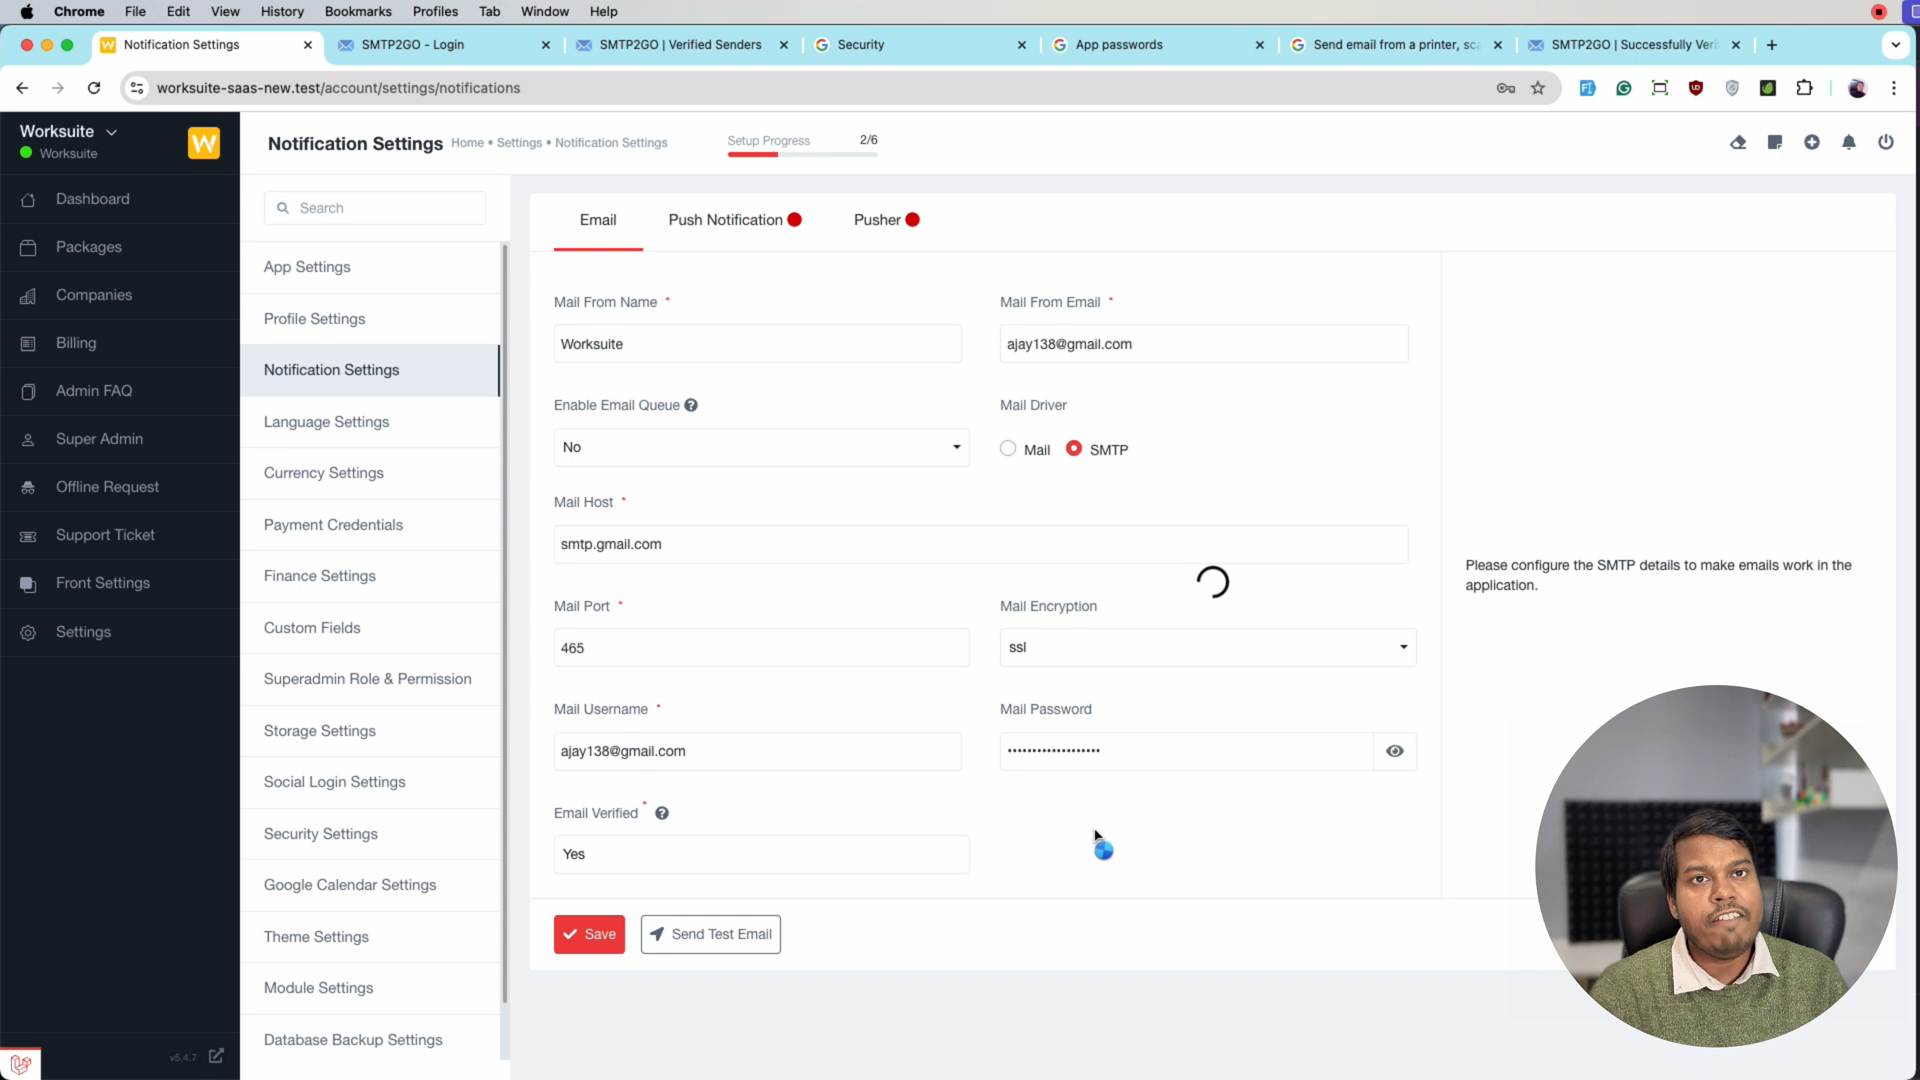 Chrome File Edit View History Bookmarks Profiles Tab Window Help
Notification Settings
SMTP2GO - Login
SMTP2GO | Verified Senders
Security
App passwords
Send email from a printer, sca
SMTP2GO | Successfully Veri
worksuite-saas-new.test/account/settings/notifications
Worksuite
Worksuite
W
Notification Settings
Home • Settings • Notification Settings
Setup Progress 2/6
Dashboard
Packages
Companies
Billing
Admin FAQ
Super Admin
Offline Request
Support Ticket
Front Settings
Settings
v5.4.7
Search
App Settings
Profile Settings
Notification Settings
Language Settings
Currency Settings
Payment Credentials
Finance Settings
Custom Fields
Superadmin Role & Permission
Storage Settings
Social Login Settings
Security Settings
Google Calendar Settings
Theme Settings
Module Settings
Database Backup Settings
Email Push Notification Pusher
Mail From Name *
Worksuite
Mail From Email *
ajay138@gmail.com
Enable Email Queue
No
Mail Driver
Mail SMTP
Mail Host *
smtp.gmail.com
Mail Port *
465
Mail Encryption
ssl
Mail Username *
ajay138@gmail.com
Mail Password
Email Verified *
Yes
Save
Send Test Email
Please configure the SMTP details to make emails work in the
application.